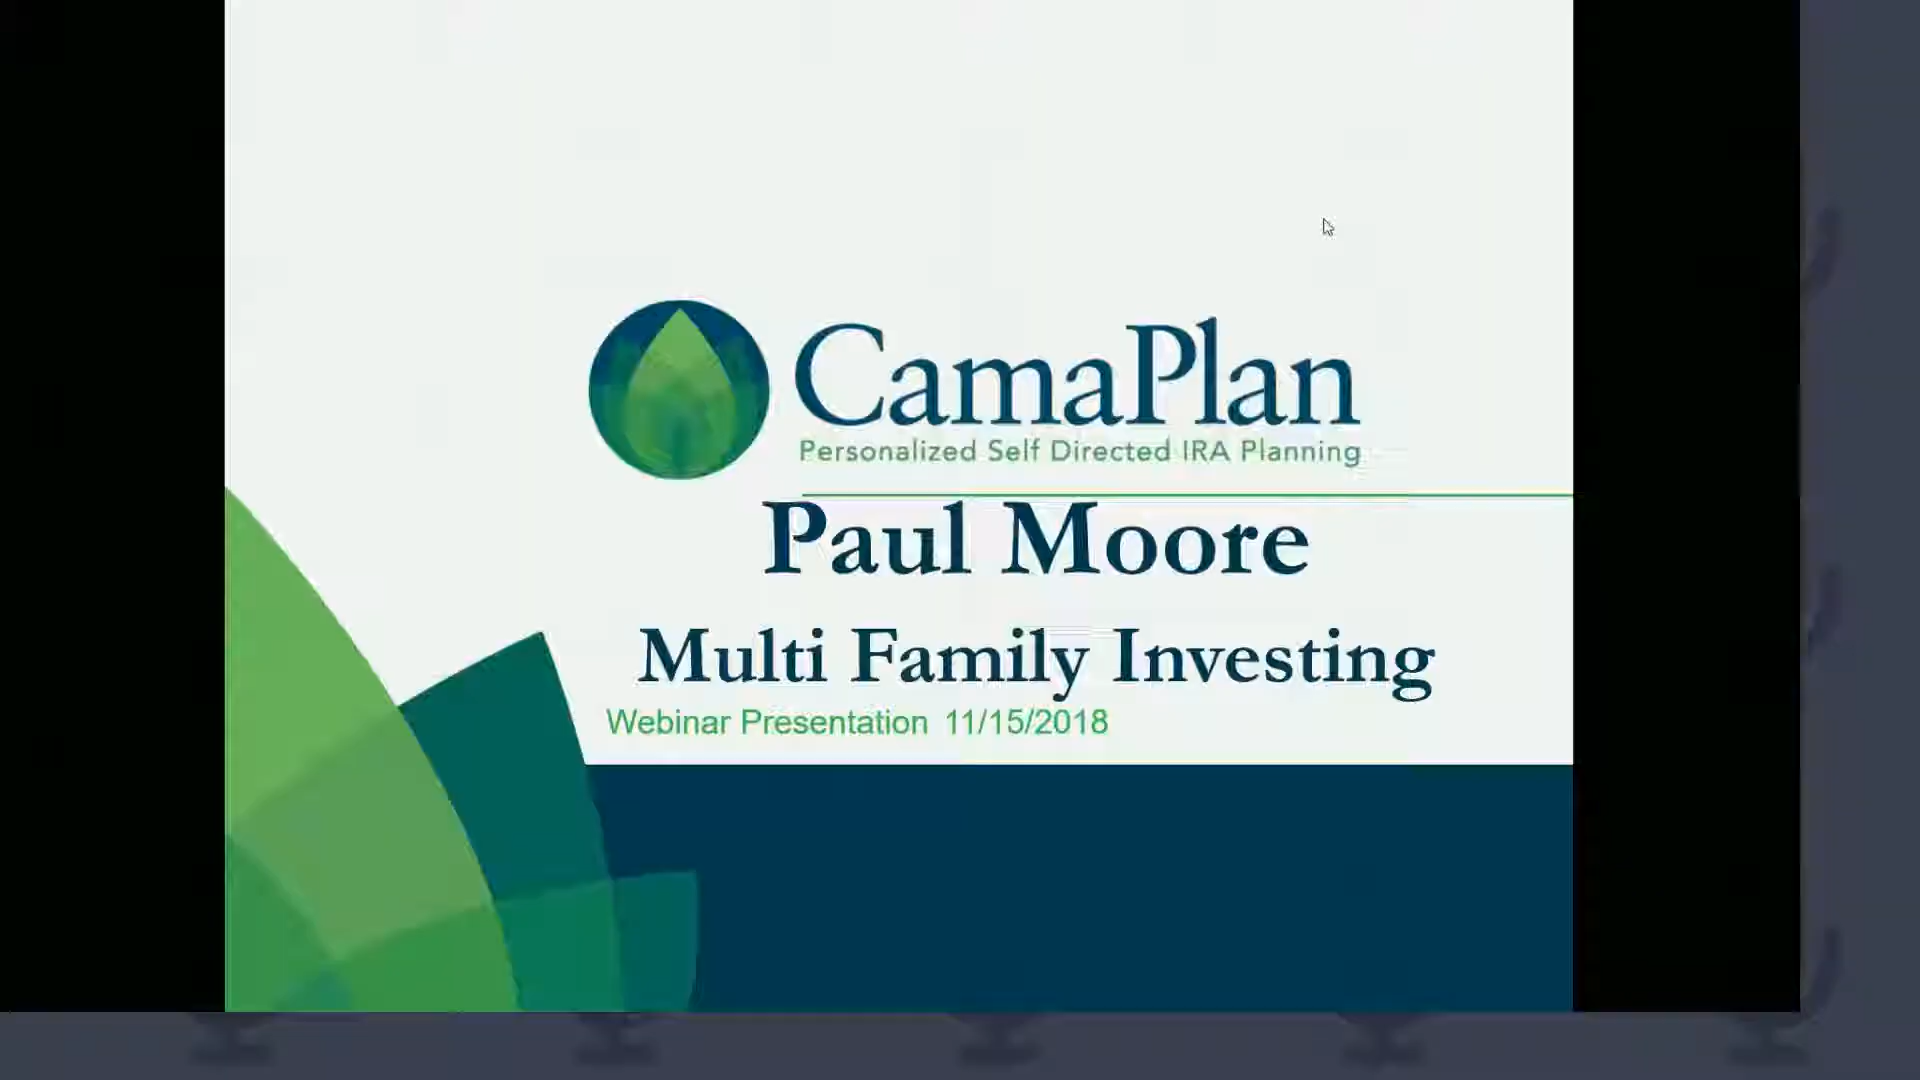 CamaPlan
Personalized Self Directed IRA Planning
Paul Moore
Multi Family Investing
Webinar Presentation 11/15/2018